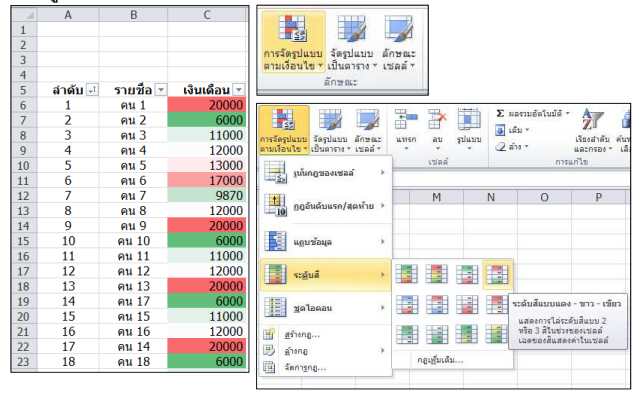 A B C
1
2
3
4
5 ลำดับ รายชื่อ เงินเดือน
6 1 คน 1 20000
7 2 คน 2 6000
8 3 คน 3 11000
9 4 คน 4 12000
10 5 คน 5 13000
11 6 คน 6 17000
12 7 คน 7 9870
13 8 คน 8 12000
14 9 คน 9 20000
15 10 คน 10 6000
16 11 คน 11 11000
17 12 คน 12 12000
18 13 คน 13 20000
19 14 คน 17 6000
20 15 คน 15 11000
21 16 คน 16 12000
22 17 คน 14 20000
23 18 คน 18 6000
การจัดรูปแบบ จัดรูปแบบ ลักษณะ
ตามเงื่อนไข เป็นตาราง เซลล์
ลักษณะ
การจัดรูปแบบ จัดรูปแบบ ลักษณะ
ตามเงื่อนไข เป็นตาราง เซลล์
แทรก ลบ รูปแบบ
เซลล์
Σ ผลรวมอัตโนมัติ
เติม
ล้าง
เรียงลำดับ
และกรอง
การแก้ไข
M N O P
เน้นกฎของเซลล์
กฎอันดับแรก/สุดท้าย
แถบข้อมูล
ระดับสี
ชุดไอคอน
สร้างกฎ...
ล้างกฎ
จัดการกฎ...
กฎเพิ่มเติม...
ระดับสีแบบแดง - ขาว - เขียว
แสดงการไล่ระดับสีแบบ 2
หรือ 3 สีในช่วงของเซลล์
เฉดของสีแสดงค่าในเซลล์